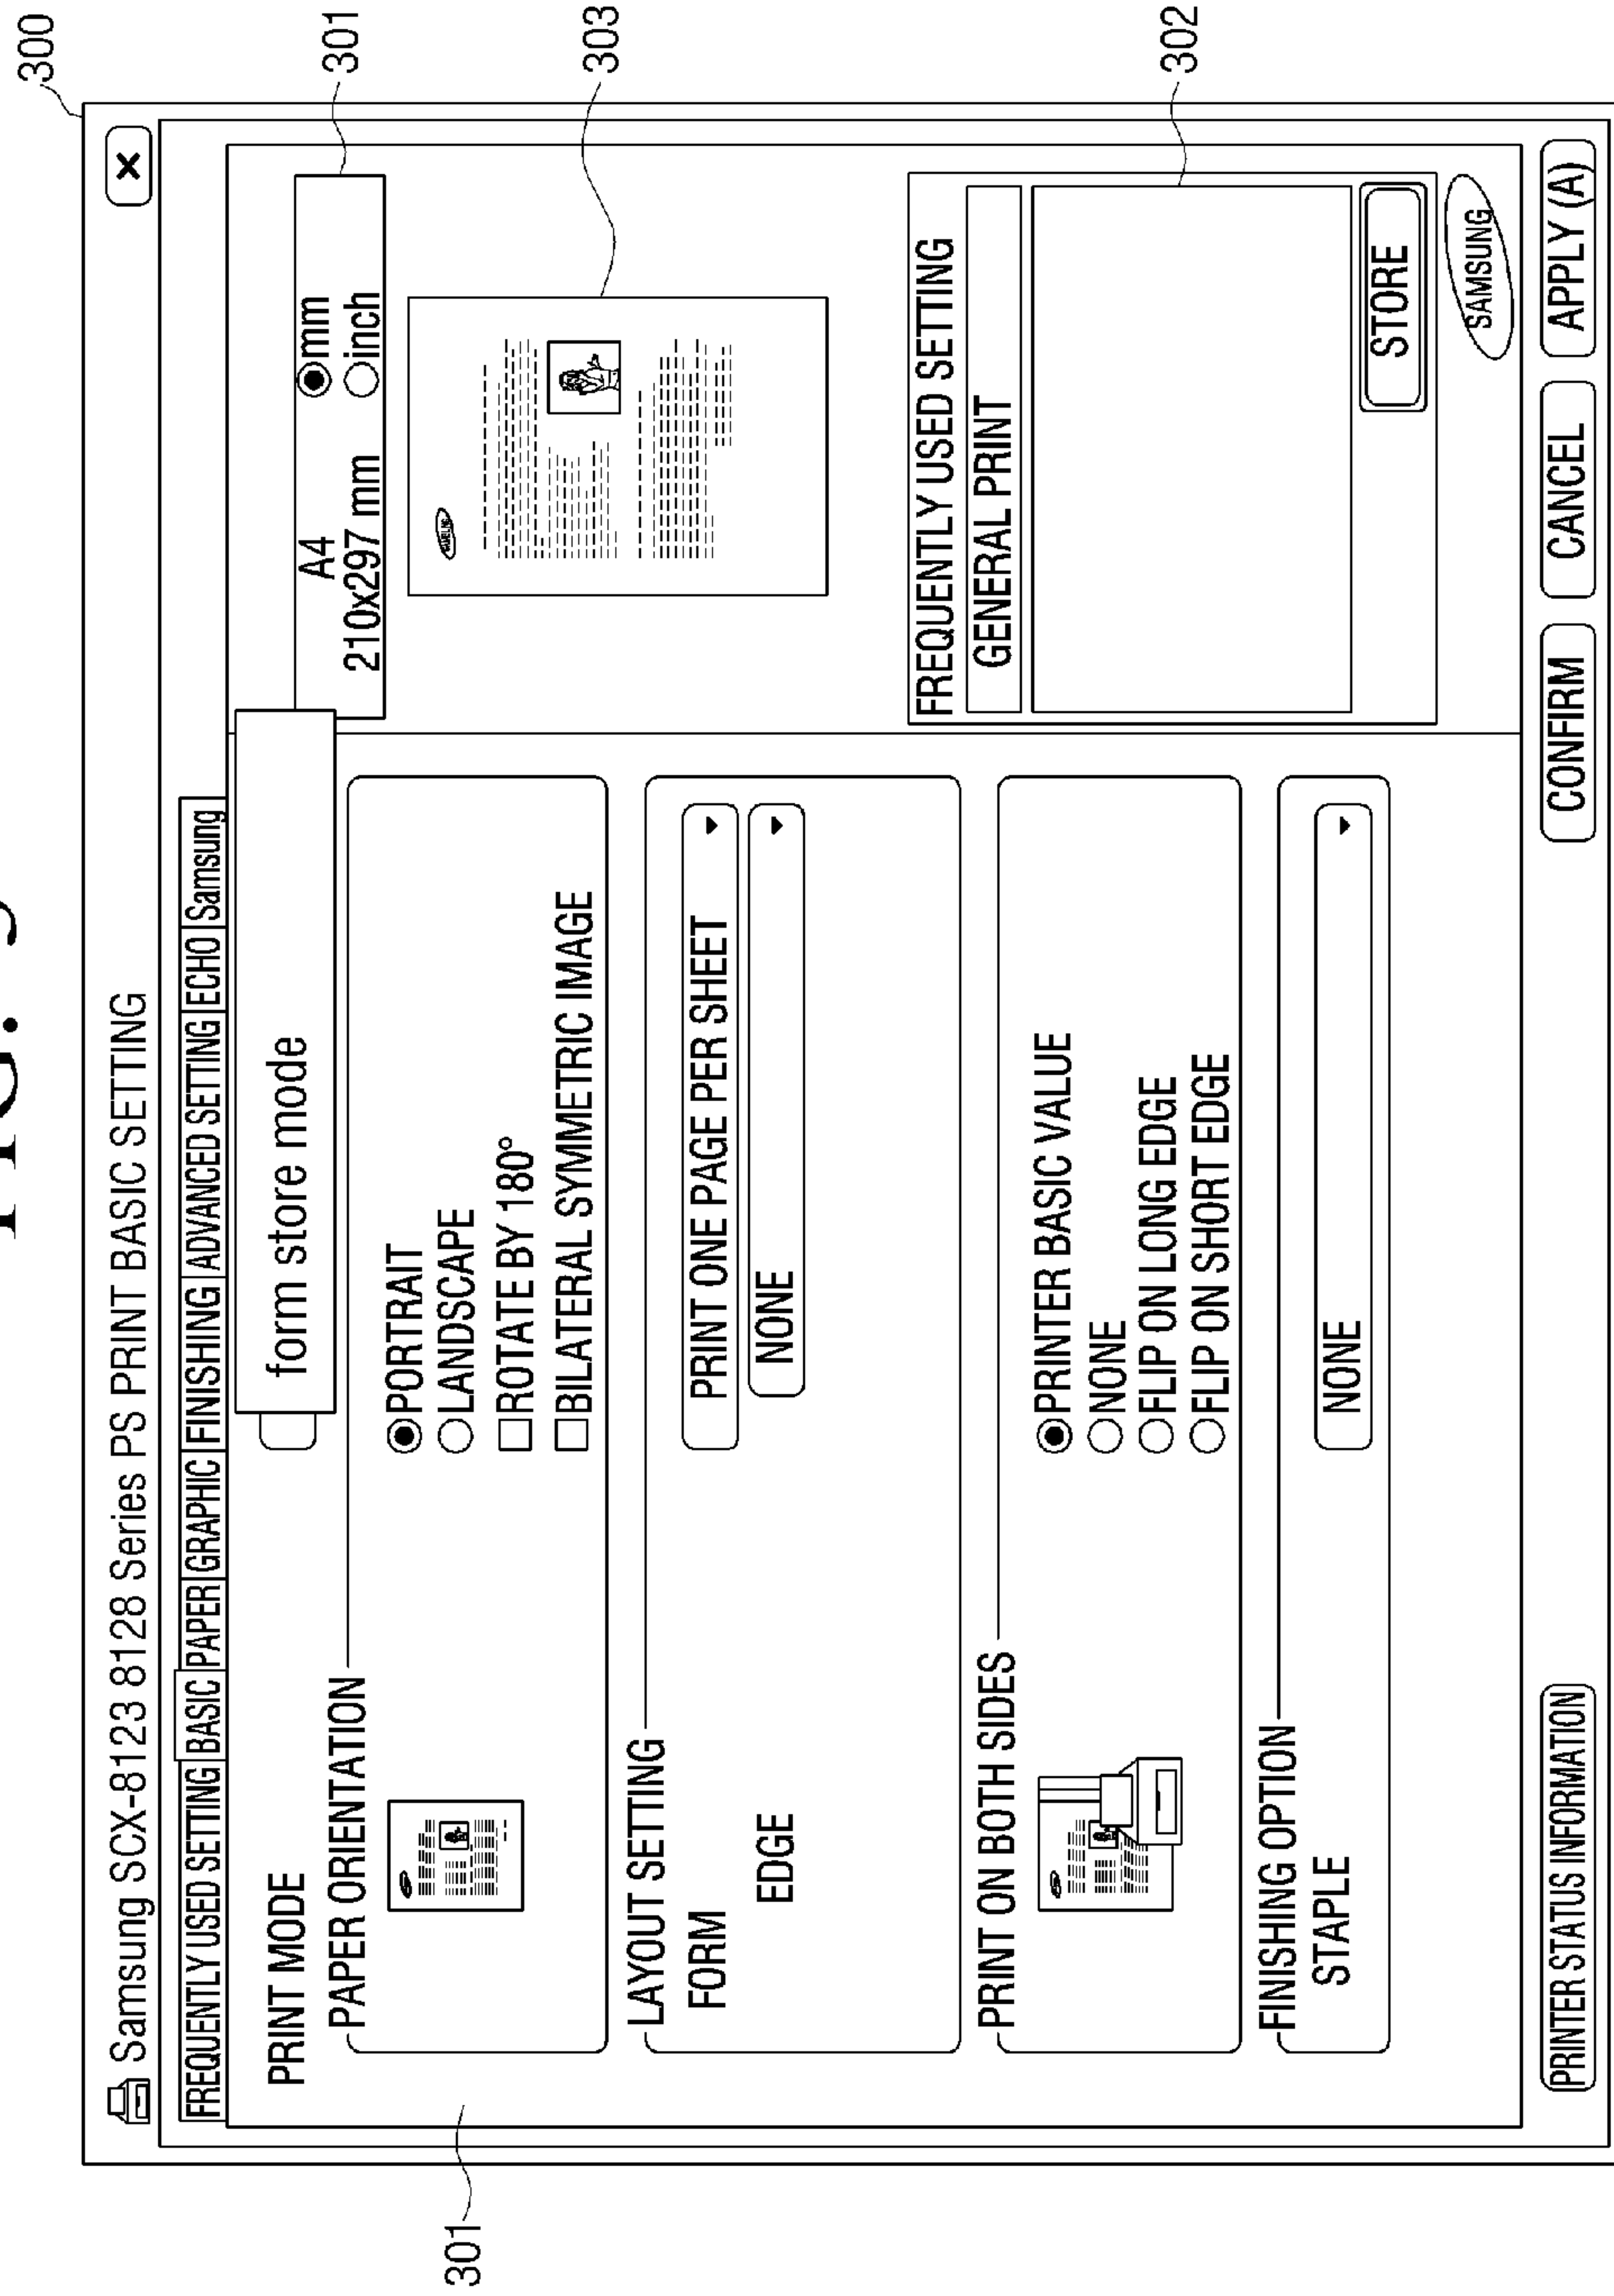 300
Samsung SCX-8123 8128 Series PS PRINT BASIC SETTING
×
FREQUENTLY USED SETTING BASIC PAPER GRAPHIC FINISHING ADVANCED SETTING ECHO Samsung
PRINT MODE
form store mode
PAPER ORIENTATION
PORTRAIT
LANDSCAPE
ROTATE BY 180°
BILATERAL SYMMETRIC IMAGE
LAYOUT SETTING
FORM
PRINT ONE PAGE PER SHEET
EDGE
NONE
PRINT ON BOTH SIDES
PRINTER BASIC VALUE
NONE
FLIP ON LONG EDGE
FLIP ON SHORT EDGE
FINISHING OPTION
STAPLE
NONE
301
A4
210x297 mm
mm
inch
301
303
SAMSUNG
FREQUENTLY USED SETTING
GENERAL PRINT
302
STORE
SAMSUNG
PRINTER STATUS INFORMATION
CONFIRM
CANCEL
APPLY (A)